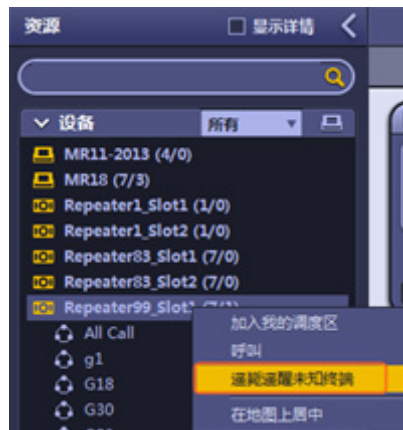 资源
显示详情
设备
所有
MR11-2013 (4/0)
MR18 (7/3)
Repeater1_Slot1 (1/0)
Repeater1_Slot2 (1/0)
Repeater83_Slot1 (7/0)
Repeater83_Slot2 (7/0)
Repeater99_Slot1 (7/1)
加入我的调度区
All Call
呼叫
g1
遥毙遥醒未知终端
G18
在地图上居中
G30